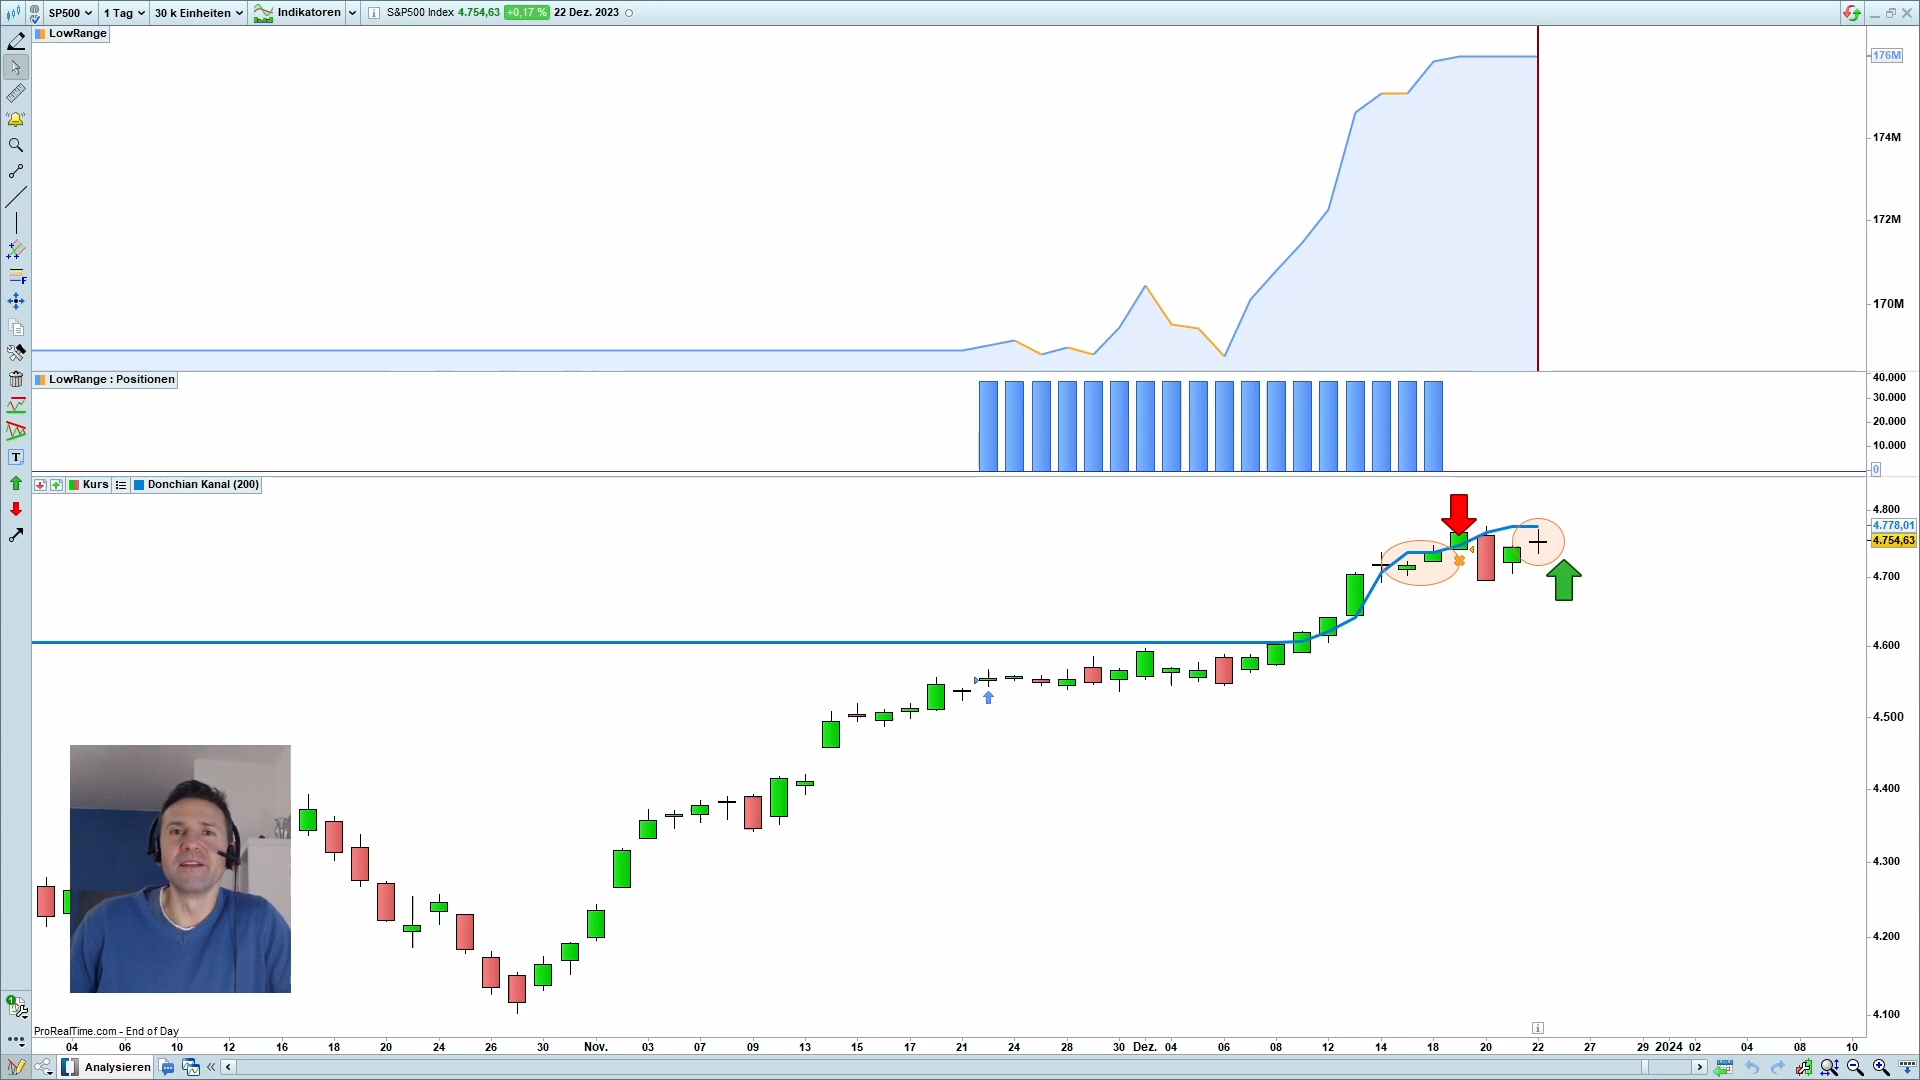 SP500 1 Tag 30 k Einheiten Indikatoren S&P500 Index 4.754,63 +0,17 % 22 Dez. 2023
LowRange
176M
174M
172M
170M
LowRange : Positionen
40.000
30.000
20.000
10.000
0
Kurs Donchian Kanal (200)
4.800
4.778,01
4.754,63
4.700
4.600
4.500
4.400
4.300
4.200
4.100
ProRealTime.com - End of Day
04 06 10 12 16 18 20 24 26 30 Nov. 03 07 09 13 15 17 21 24 28 30 Dez. 04 06 08 12 14 18 20 22 27 29 2024 02 04 08 10
Analysieren